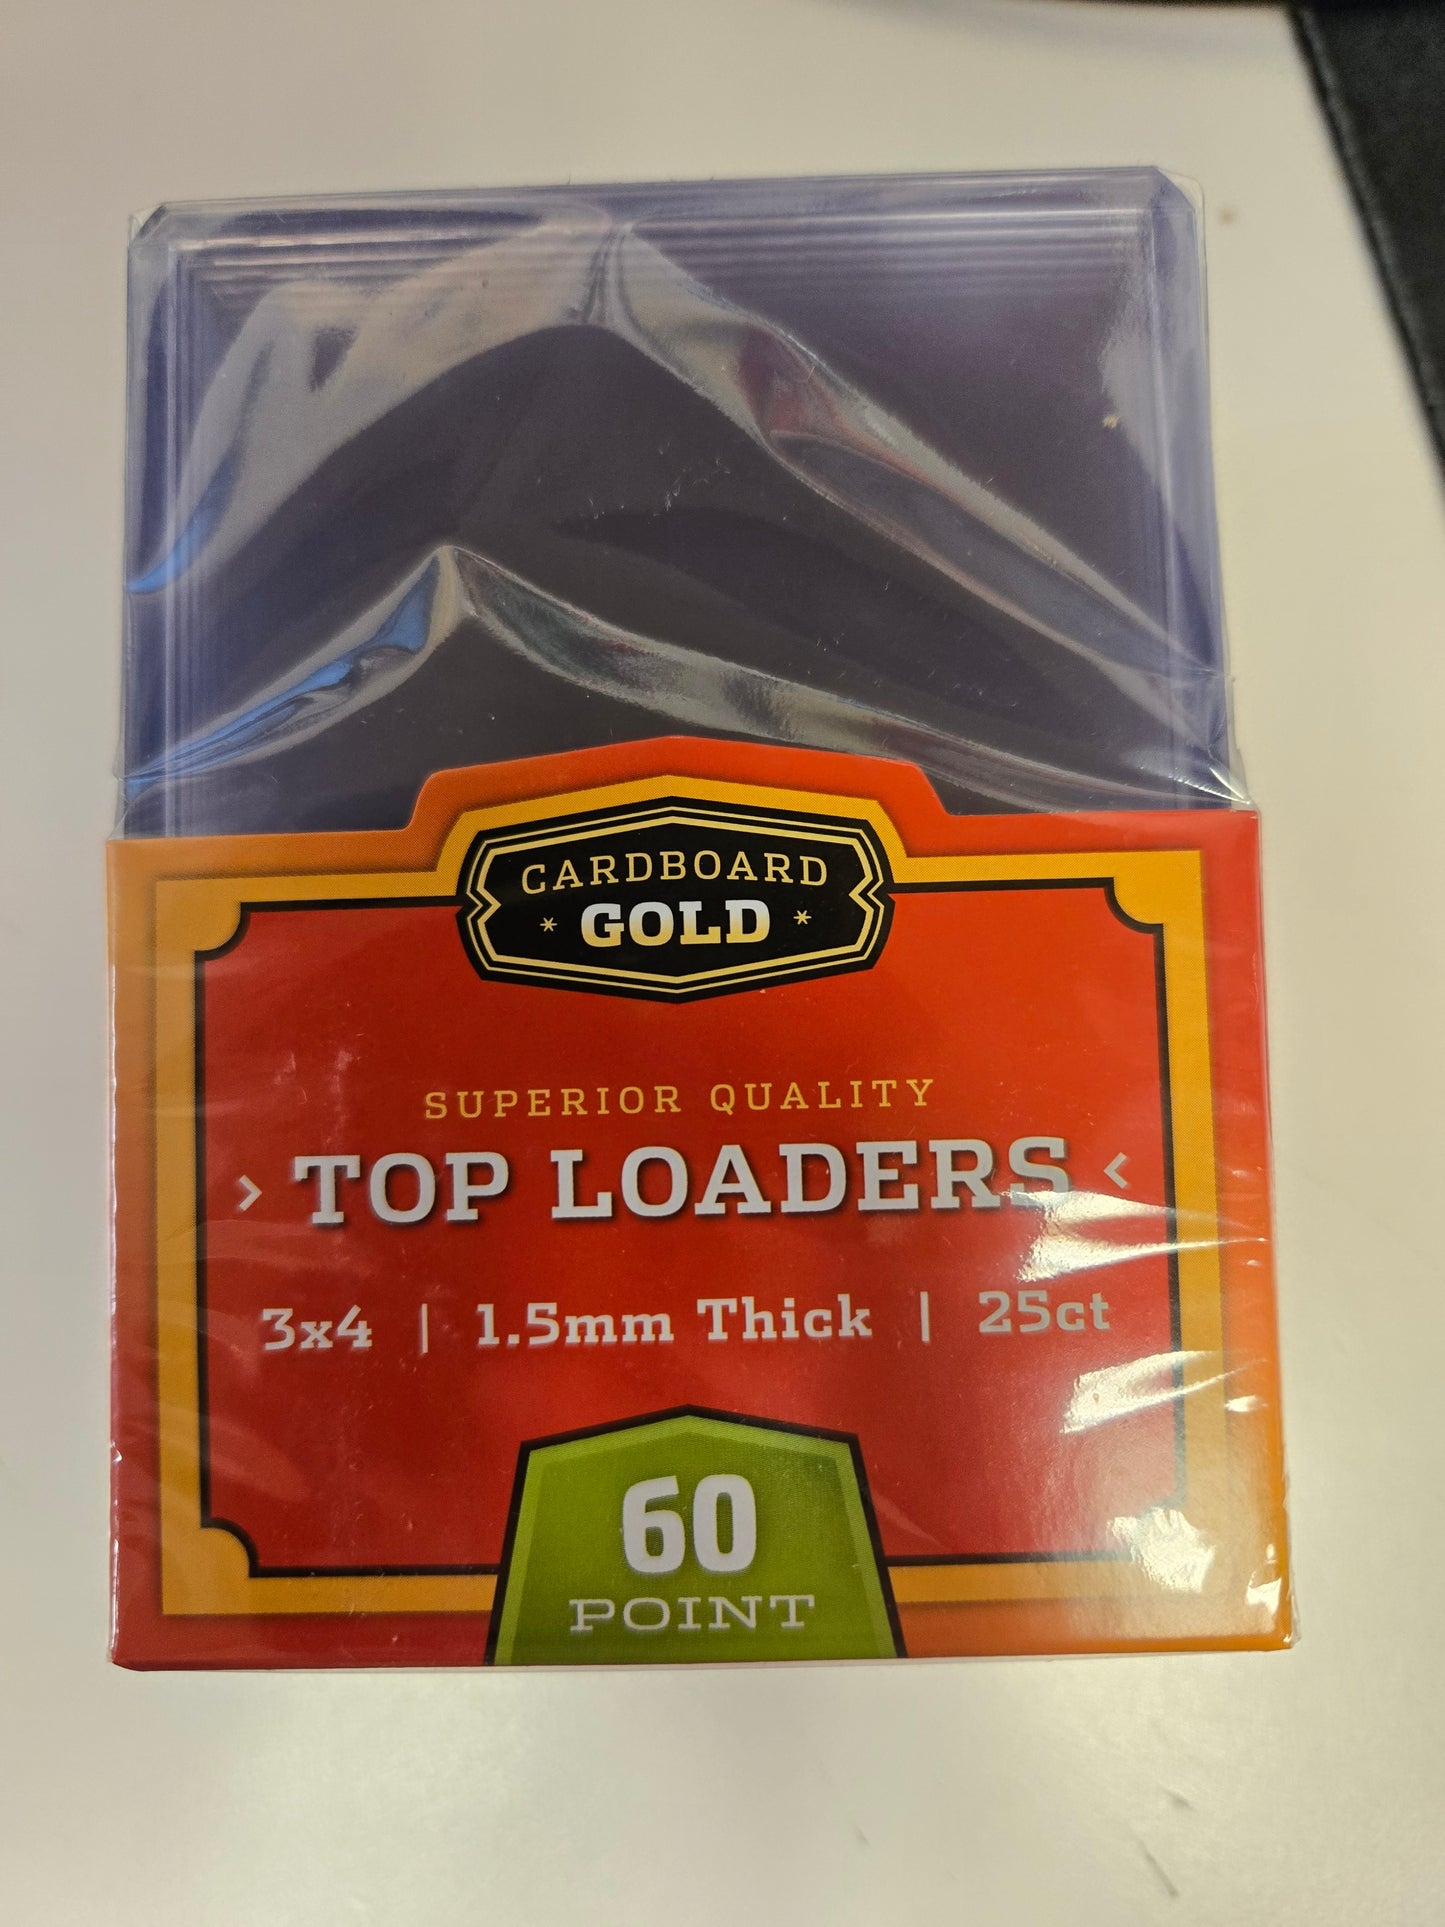 CARDBOARD
* GOLD *
SUPERIOR QUALITY
> TOP LOADERS <
3x4 | 1.5mm Thick | 25ct
60
POINT